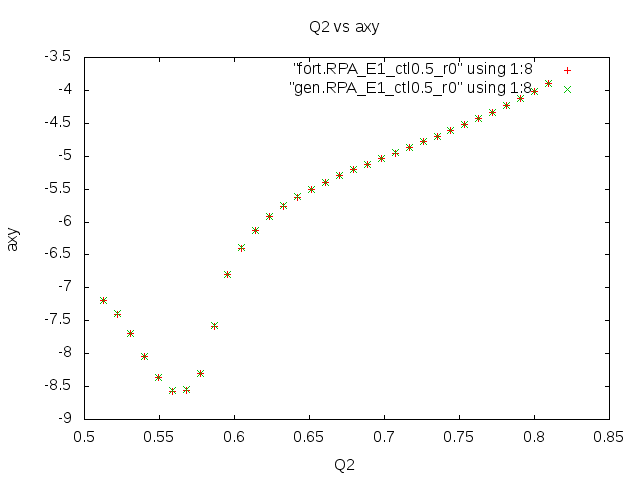 Q2 vs axy
"fort.RPA_E1_ctl0.5_r0" using 1:8
"gen.RPA_E1_ctl0.5_r0" using 1:8
-3.5
-4
-4.5
-5
-5.5
-6
-6.5
-7
-7.5
-8
-8.5
-9
axy
0.5 0.55 0.6 0.65 0.7 0.75 0.8 0.85
Q2